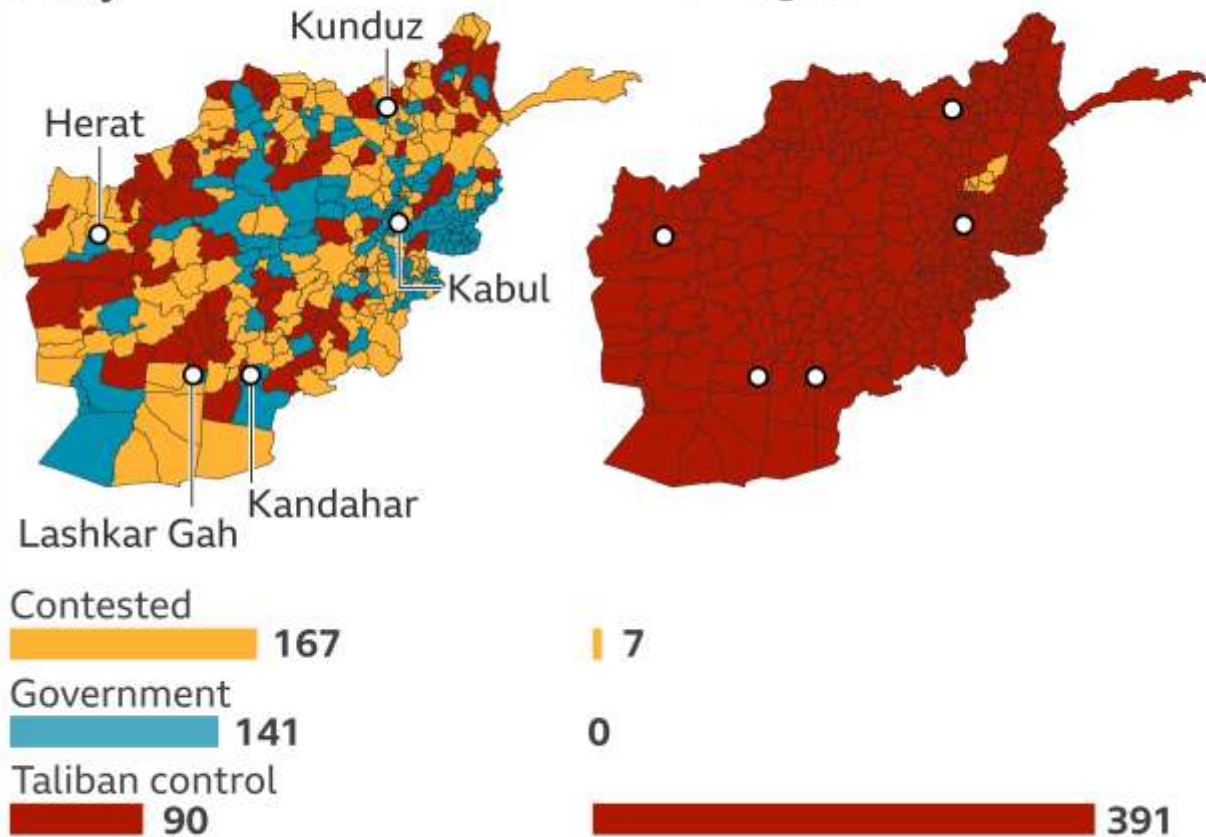 Kunduz
Herat
Kabul
Kandahar
Lashkar Gah
Contested
167 7
Government
141 0
Taliban control
90 391